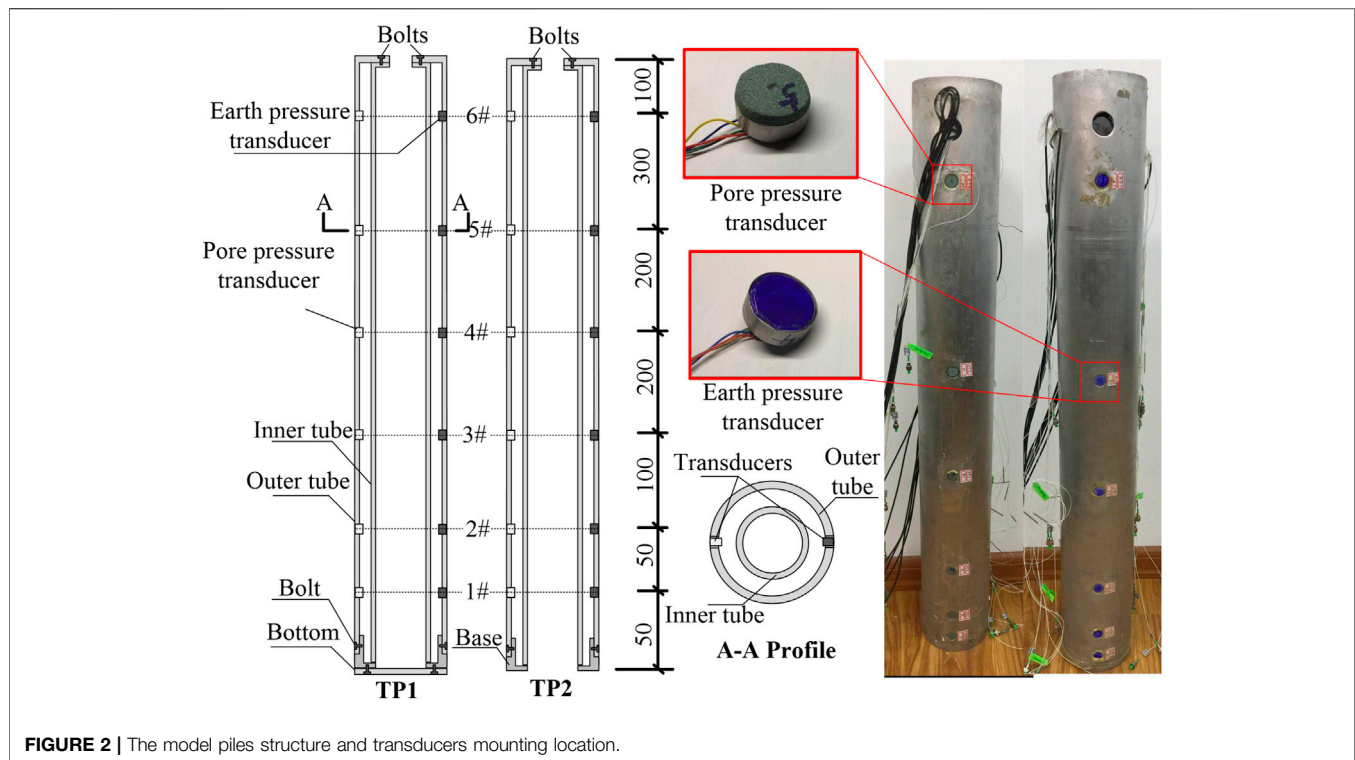 Bolts
Bolts
Earth pressure
transducer
6#
A
A
5#
Pore pressure
transducer
4#
Inner tube
3#
Outer tube
2#
Bolt
1#
Bottom
Base
TP1
TP2
100
300
200
200
100
50
50
Pore pressure
transducer
Earth pressure
transducer
Transducers
Outer
tube
Inner tube
A-A Profile
FIGURE 2 | The model piles structure and transducers mounting location.